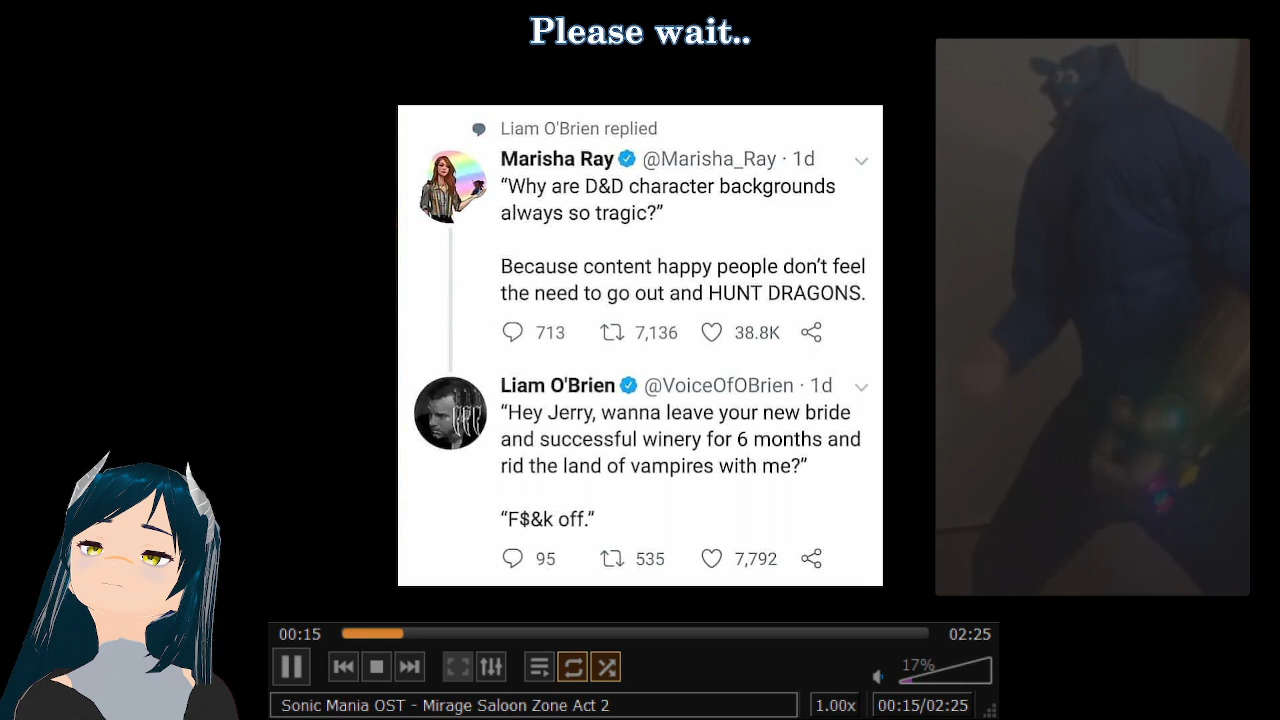 Please wait..
Liam O'Brien replied
Marisha Ray @Marisha_Ray · 1d
“Why are D&D character backgrounds
always so tragic?”
Because content happy people don’t feel
the need to go out and HUNT DRAGONS.
713 7,136 38.8K
Liam O'Brien @VoiceOfOBrien · 1d
“Hey Jerry, wanna leave your new bride
and successful winery for 6 months and
rid the land of vampires with me?”
“F$&k off.”
95 535 7,792
00:15 02:25
17%
Sonic Mania OST - Mirage Saloon Zone Act 2 1.00x 00:15/02:25